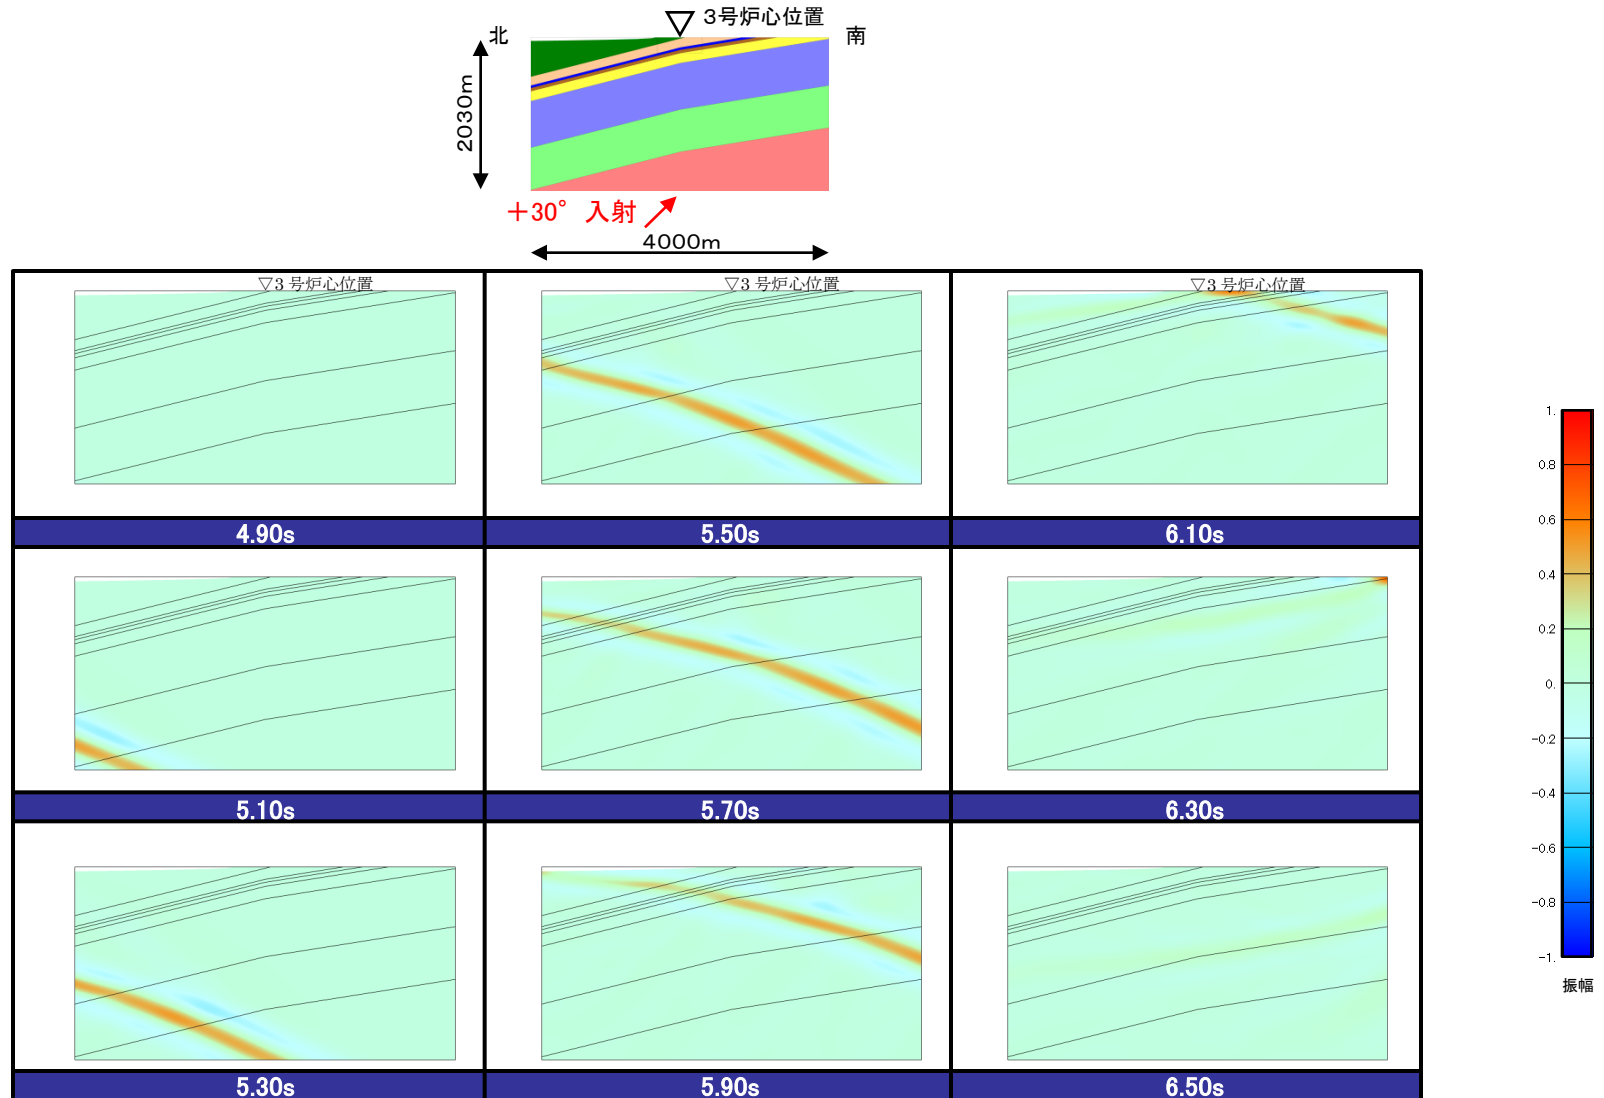 ▽ 3号炉心位置
北
南
2030m
+30° 入射
4000m
▽3 号炉心位置
▽3 号炉心位置
▽3 号炉心位置
4.90s
5.50s
6.10s
5.10s
5.70s
6.30s
5.30s
5.90s
6.50s
1.
0.8
0.6
0.4
0.2
0.
-0.2
-0.4
-0.6
-0.8
-1.
振幅